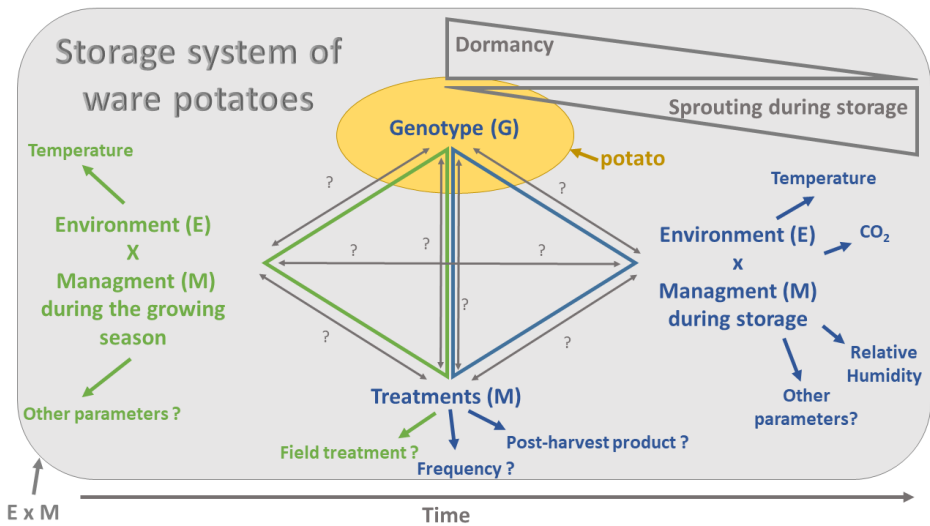 Storage system of
ware potatoes
Dormancy
Sprouting during storage
Genotype (G)
potato
Temperature
Environment (E)
X
Managment (M)
during the growing
season
Other parameters ?
?
?
?
?
?
?
?
?
Temperature
Environment (E)
x
Managment (M)
during storage
CO₂
Relative
Humidity
Other
parameters?
Treatments (M)
Field treatment ?
Frequency ?
Post-harvest product ?
E x M
Time